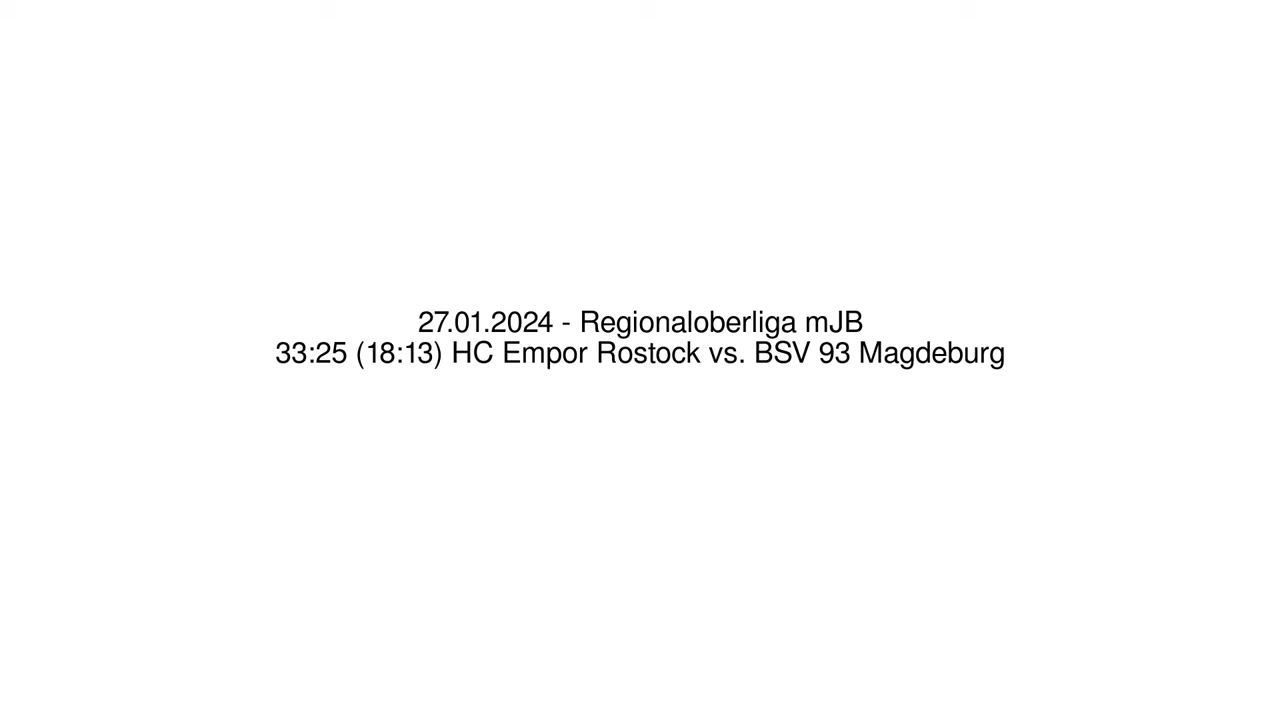 27.01.2024 - Regionaloberliga mJB
33:25 (18:13) HC Empor Rostock vs. BSV 93 Magdeburg